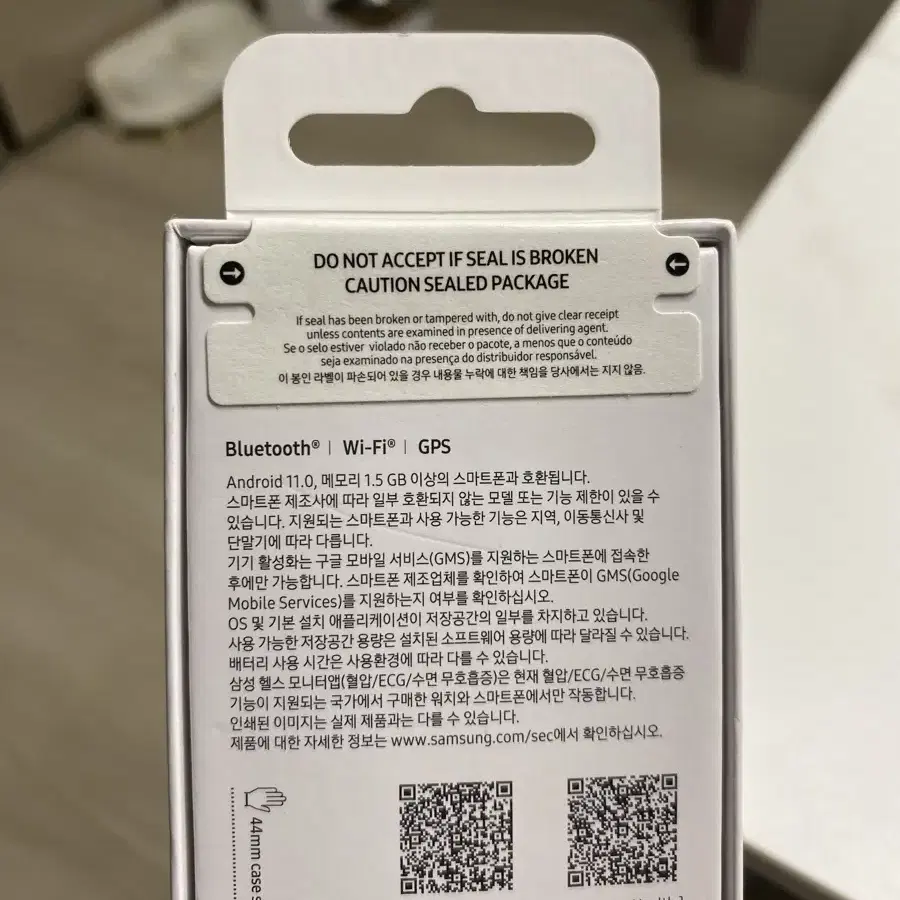 DO NOT ACCEPT IF SEAL IS BROKEN
CAUTION SEALED PACKAGE
If seal has been broken or tampered with, do not give clear receipt
unless contents are examined in presence of delivering agent.
Se o selo estiver violado não receber o pacote, a menos que o conteúdo
seja examinado na presença do distribuidor responsável.
이 봉인 라벨이 파손되어 있을 경우 내용물 누락에 대한 책임을 당사에서는 지지 않음.
Bluetooth® | Wi-Fi® | GPS
Android 11.0, 메모리 1.5 GB 이상의 스마트폰과 호환됩니다.
스마트폰 제조사에 따라 일부 호환되지 않는 모델 또는 기능 제한이 있을 수
있습니다. 지원되는 스마트폰과 사용 가능한 기능은 지역, 이동통신사 및
단말기에 따라 다릅니다.
기기 활성화는 구글 모바일 서비스(GMS)를 지원하는 스마트폰에 접속한
후에만 가능합니다. 스마트폰 제조업체를 확인하여 스마트폰이 GMS(Google
Mobile Services)를 지원하는지 여부를 확인하십시오.
OS 및 기본 설치 애플리케이션이 저장공간의 일부를 차지하고 있습니다.
사용 가능한 저장공간 용량은 설치된 소프트웨어 용량에 따라 달라질 수 있습니다.
배터리 사용 시간은 사용환경에 따라 다를 수 있습니다.
삼성 헬스 모니터앱(혈압/ECG/수면 무호흡증)은 현재 혈압/ECG/수면 무호흡증
기능이 지원되는 국가에서 구매한 워치와 스마트폰에서만 작동합니다.
인쇄된 이미지는 실제 제품과는 다를 수 있습니다.
제품에 대한 자세한 정보는 www.samsung.com/sec에서 확인하십시오.
44mm case